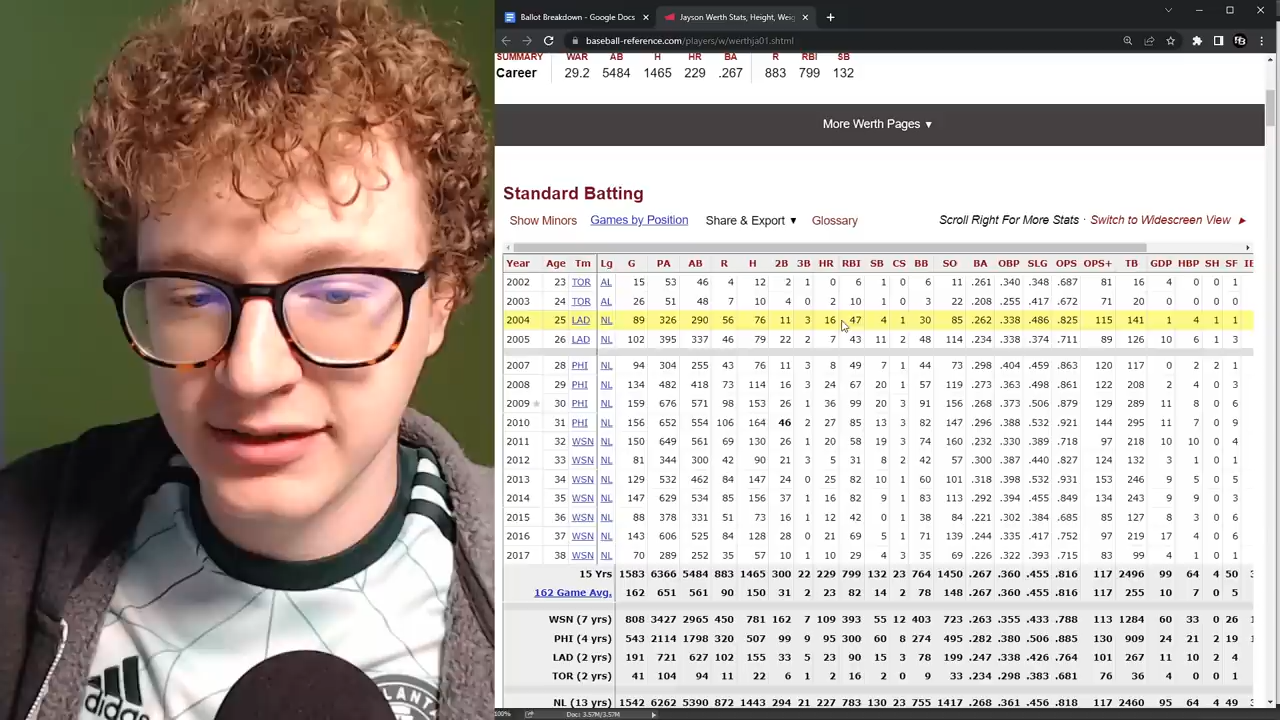 Ballot Breakdown - Google Docs
Jayson Werth Stats, Height, Weig
baseball-reference.com/players/w/werthja01.shtml
SUMMARY WAR AB H HR BA R RBI SB
Career 29.2 5484 1465 229 .267 883 799 132
More Werth Pages ▼
Standard Batting
Show Minors Games by Position Share & Export ▼ Glossary Scroll Right For More Stats · Switch to Widescreen View ►
Year Age Tm Lg G PA AB R H 2B 3B HR RBI SB CS BB SO BA OBP SLG OPS OPS+ TB GDP HBP SH SF
2002 23 TOR AL 15 53 46 4 12 2 1 0 6 1 0 6 11 .261 .340 .348 .687 81 16 4 0 0 1
2003 24 TOR AL 26 51 48 7 10 4 0 2 10 1 0 3 22 .208 .255 .417 .672 71 20 0 0 0 0
2004 25 LAD NL 89 326 290 56 76 11 3 16 47 4 1 30 85 .262 .338 .486 .825 115 141 1 4 1 1
2005 26 LAD NL 102 395 337 46 79 22 2 7 43 11 2 48 114 .234 .338 .374 .711 89 126 10 6 1 3
2007 28 PHI NL 94 304 255 43 76 11 3 8 49 7 1 44 73 .298 .404 .459 .863 120 117 0 2 2 1
2008 29 PHI NL 134 482 418 73 114 16 3 24 67 20 1 57 119 .273 .363 .498 .861 122 208 2 4 0 3
2009 ★ 30 PHI NL 159 676 571 98 153 26 1 36 99 20 3 91 156 .268 .373 .506 .879 129 289 11 8 0 6
2010 31 PHI NL 156 652 554 106 164 46 2 27 85 13 3 82 147 .296 .388 .532 .921 144 295 11 7 0 9
2011 32 WSN NL 150 649 561 69 130 26 1 20 58 19 3 74 160 .232 .330 .389 .718 97 218 10 10 0 4
2012 33 WSN NL 81 344 300 42 90 21 3 5 31 8 2 42 57 .300 .387 .440 .827 124 132 3 1 0 1
2013 34 WSN NL 129 532 462 84 147 24 0 25 82 10 1 60 101 .318 .398 .532 .931 153 246 9 5 0 5
2014 35 WSN NL 147 629 534 85 156 37 1 16 82 9 1 83 113 .292 .394 .455 .849 134 243 9 9 0 3
2015 36 WSN NL 88 378 331 51 73 16 1 12 42 0 1 38 84 .221 .302 .384 .685 85 127 8 3 0 6
2016 37 WSN NL 143 606 525 84 128 28 0 21 69 5 1 71 139 .244 .335 .417 .752 97 219 17 4 0 6
2017 38 WSN NL 70 289 252 35 57 10 1 10 29 4 3 35 69 .226 .322 .393 .715 83 99 4 1 0 1
15 Yrs 1583 6366 5484 883 1465 300 22 229 799 132 23 764 1450 .267 .360 .455 .816 117 2496 99 64 4 50
162 Game Avg. 162 651 561 90 150 31 2 23 82 14 2 78 148 .267 .360 .455 .816 117 255 10 7 0 5
WSN (7 yrs) 808 3427 2965 450 781 162 7 109 393 55 12 403 723 .263 .355 .433 .788 113 1284 60 33 0 26
PHI (4 yrs) 543 2114 1798 320 507 99 9 95 300 60 8 274 495 .282 .380 .506 .885 130 909 24 21 2 19
LAD (2 yrs) 191 721 627 102 155 33 5 23 90 15 3 78 199 .247 .338 .426 .764 101 267 11 10 2 4
TOR (2 yrs) 41 104 94 11 22 6 1 2 16 2 0 9 33 .234 .298 .383 .681 76 36 4 0 0 1
NL (13 yrs) 1542 6262 5390 872 1443 294 21 227 783 130 23 755 1417 .268 .361 .456 .818 117 2460 95 64 4 49
100% Doc: 3.57M/3.57M
adidas